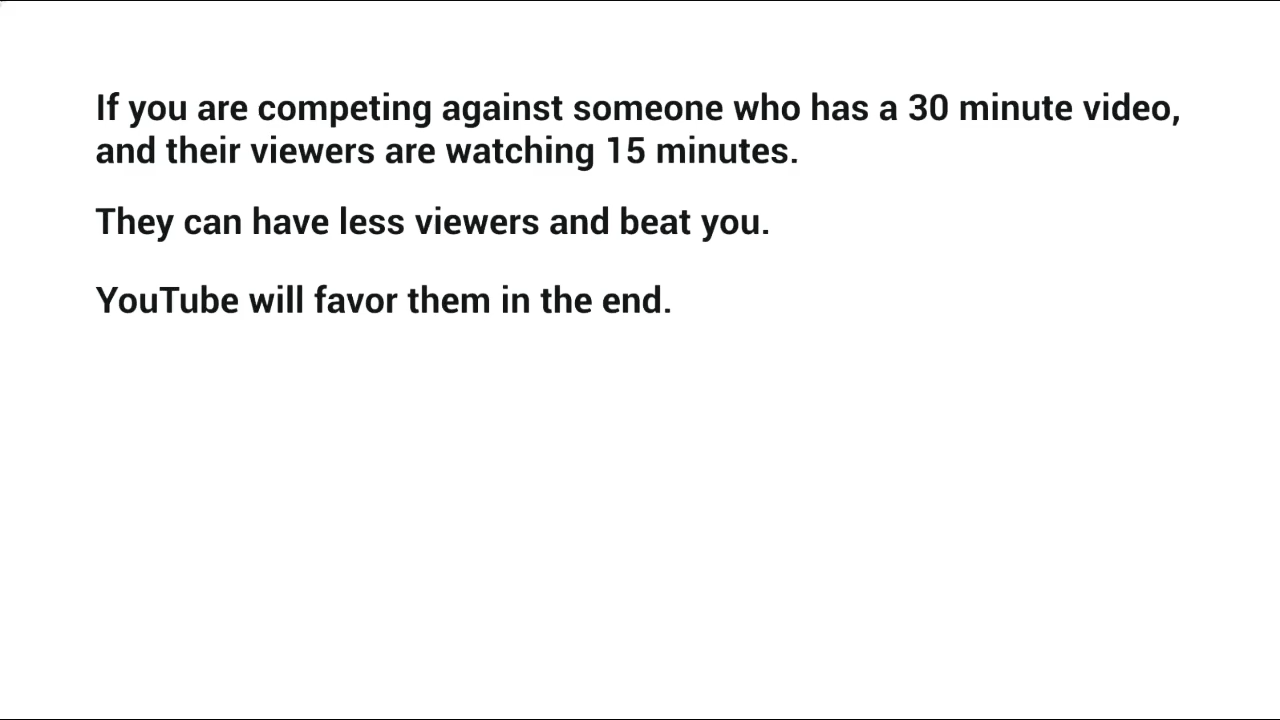 If you are competing against someone who has a 30 minute video,
and their viewers are watching 15 minutes.
They can have less viewers and beat you.
YouTube will favor them in the end.